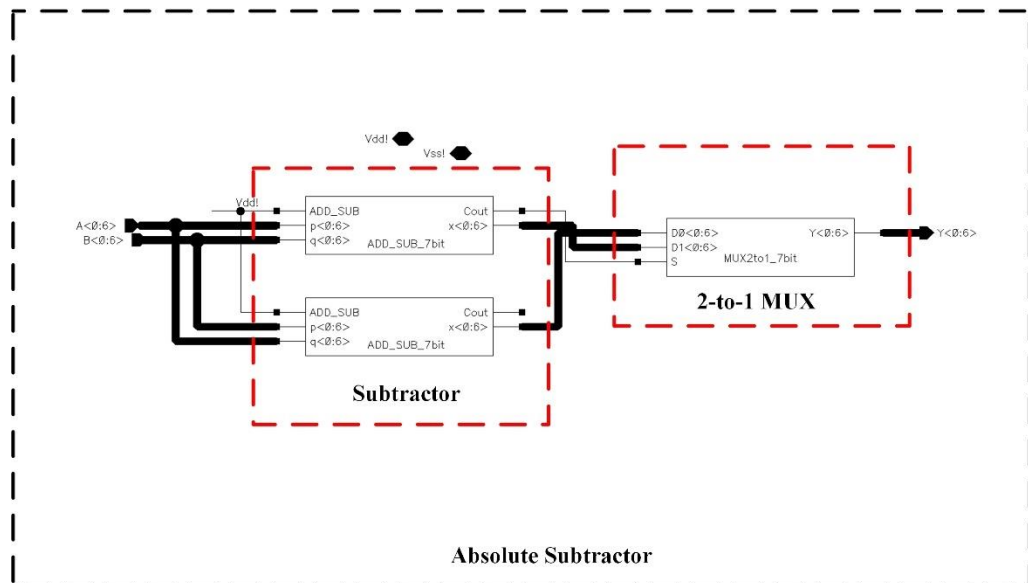 Vdd!
Vss!
Vdd!
A<0:6>
B<0:6>
ADD_SUB
p<0:6>
q<0:6>
Cout
x<0:6>
ADD_SUB_7bit
ADD_SUB
p<0:6>
q<0:6>
Cout
x<0:6>
ADD_SUB_7bit
Subtractor
D0<0:6>
D1<0:6>
S
Y<0:6>
MUX2to1_7bit
Y<0:6>
2-to-1 MUX
Absolute Subtractor